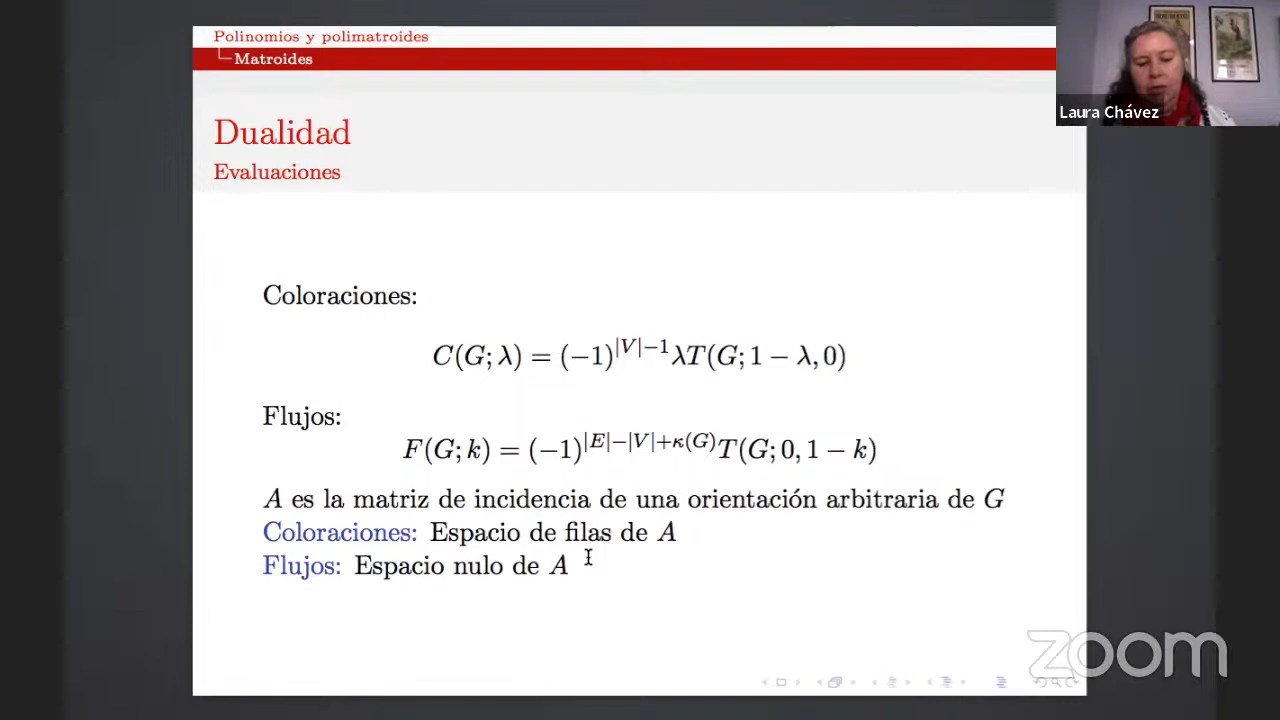 Polinomios y polimatroides
Matroides
Laura Chávez
Dualidad
Evaluaciones
Coloraciones:
C(G; λ) = (−1)^{|V|−1}λT(G; 1 − λ, 0)
Flujos:
F(G; k) = (−1)^{|E|−|V|+κ(G)}T(G; 0, 1 − k)
A es la matriz de incidencia de una orientación arbitraria de G
Coloraciones: Espacio de filas de A
Flujos: Espacio nulo de A
zoom